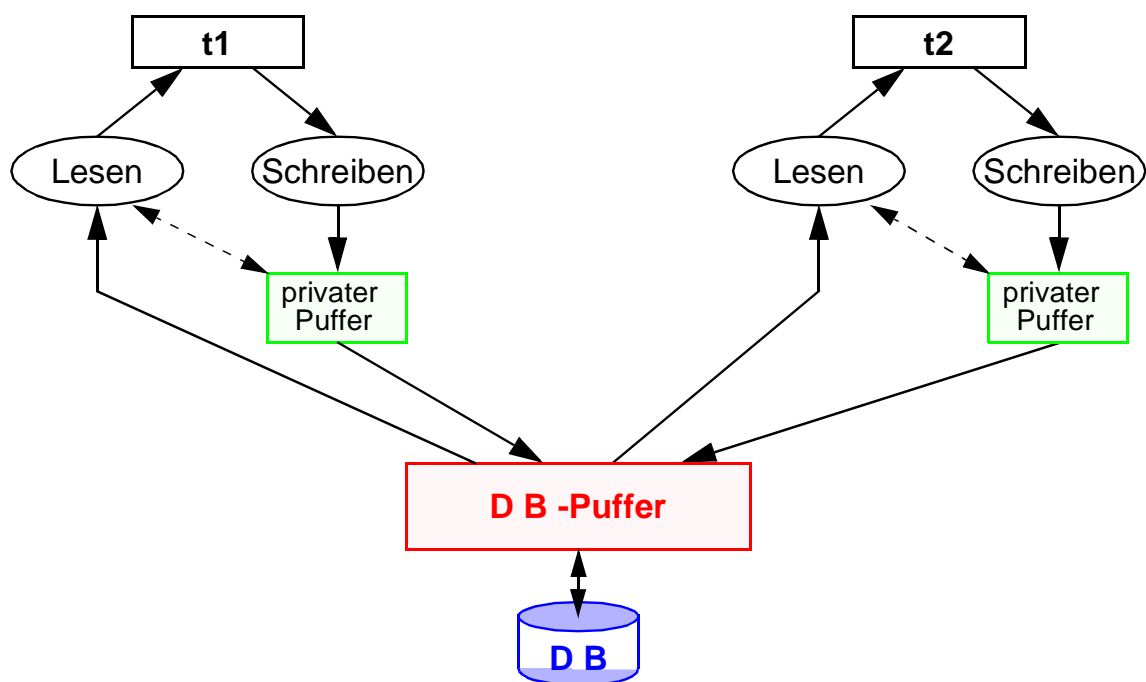 t1
t2
Lesen
Schreiben
Lesen
Schreiben
privater
Puffer
privater
Puffer
D B -Puffer
D B